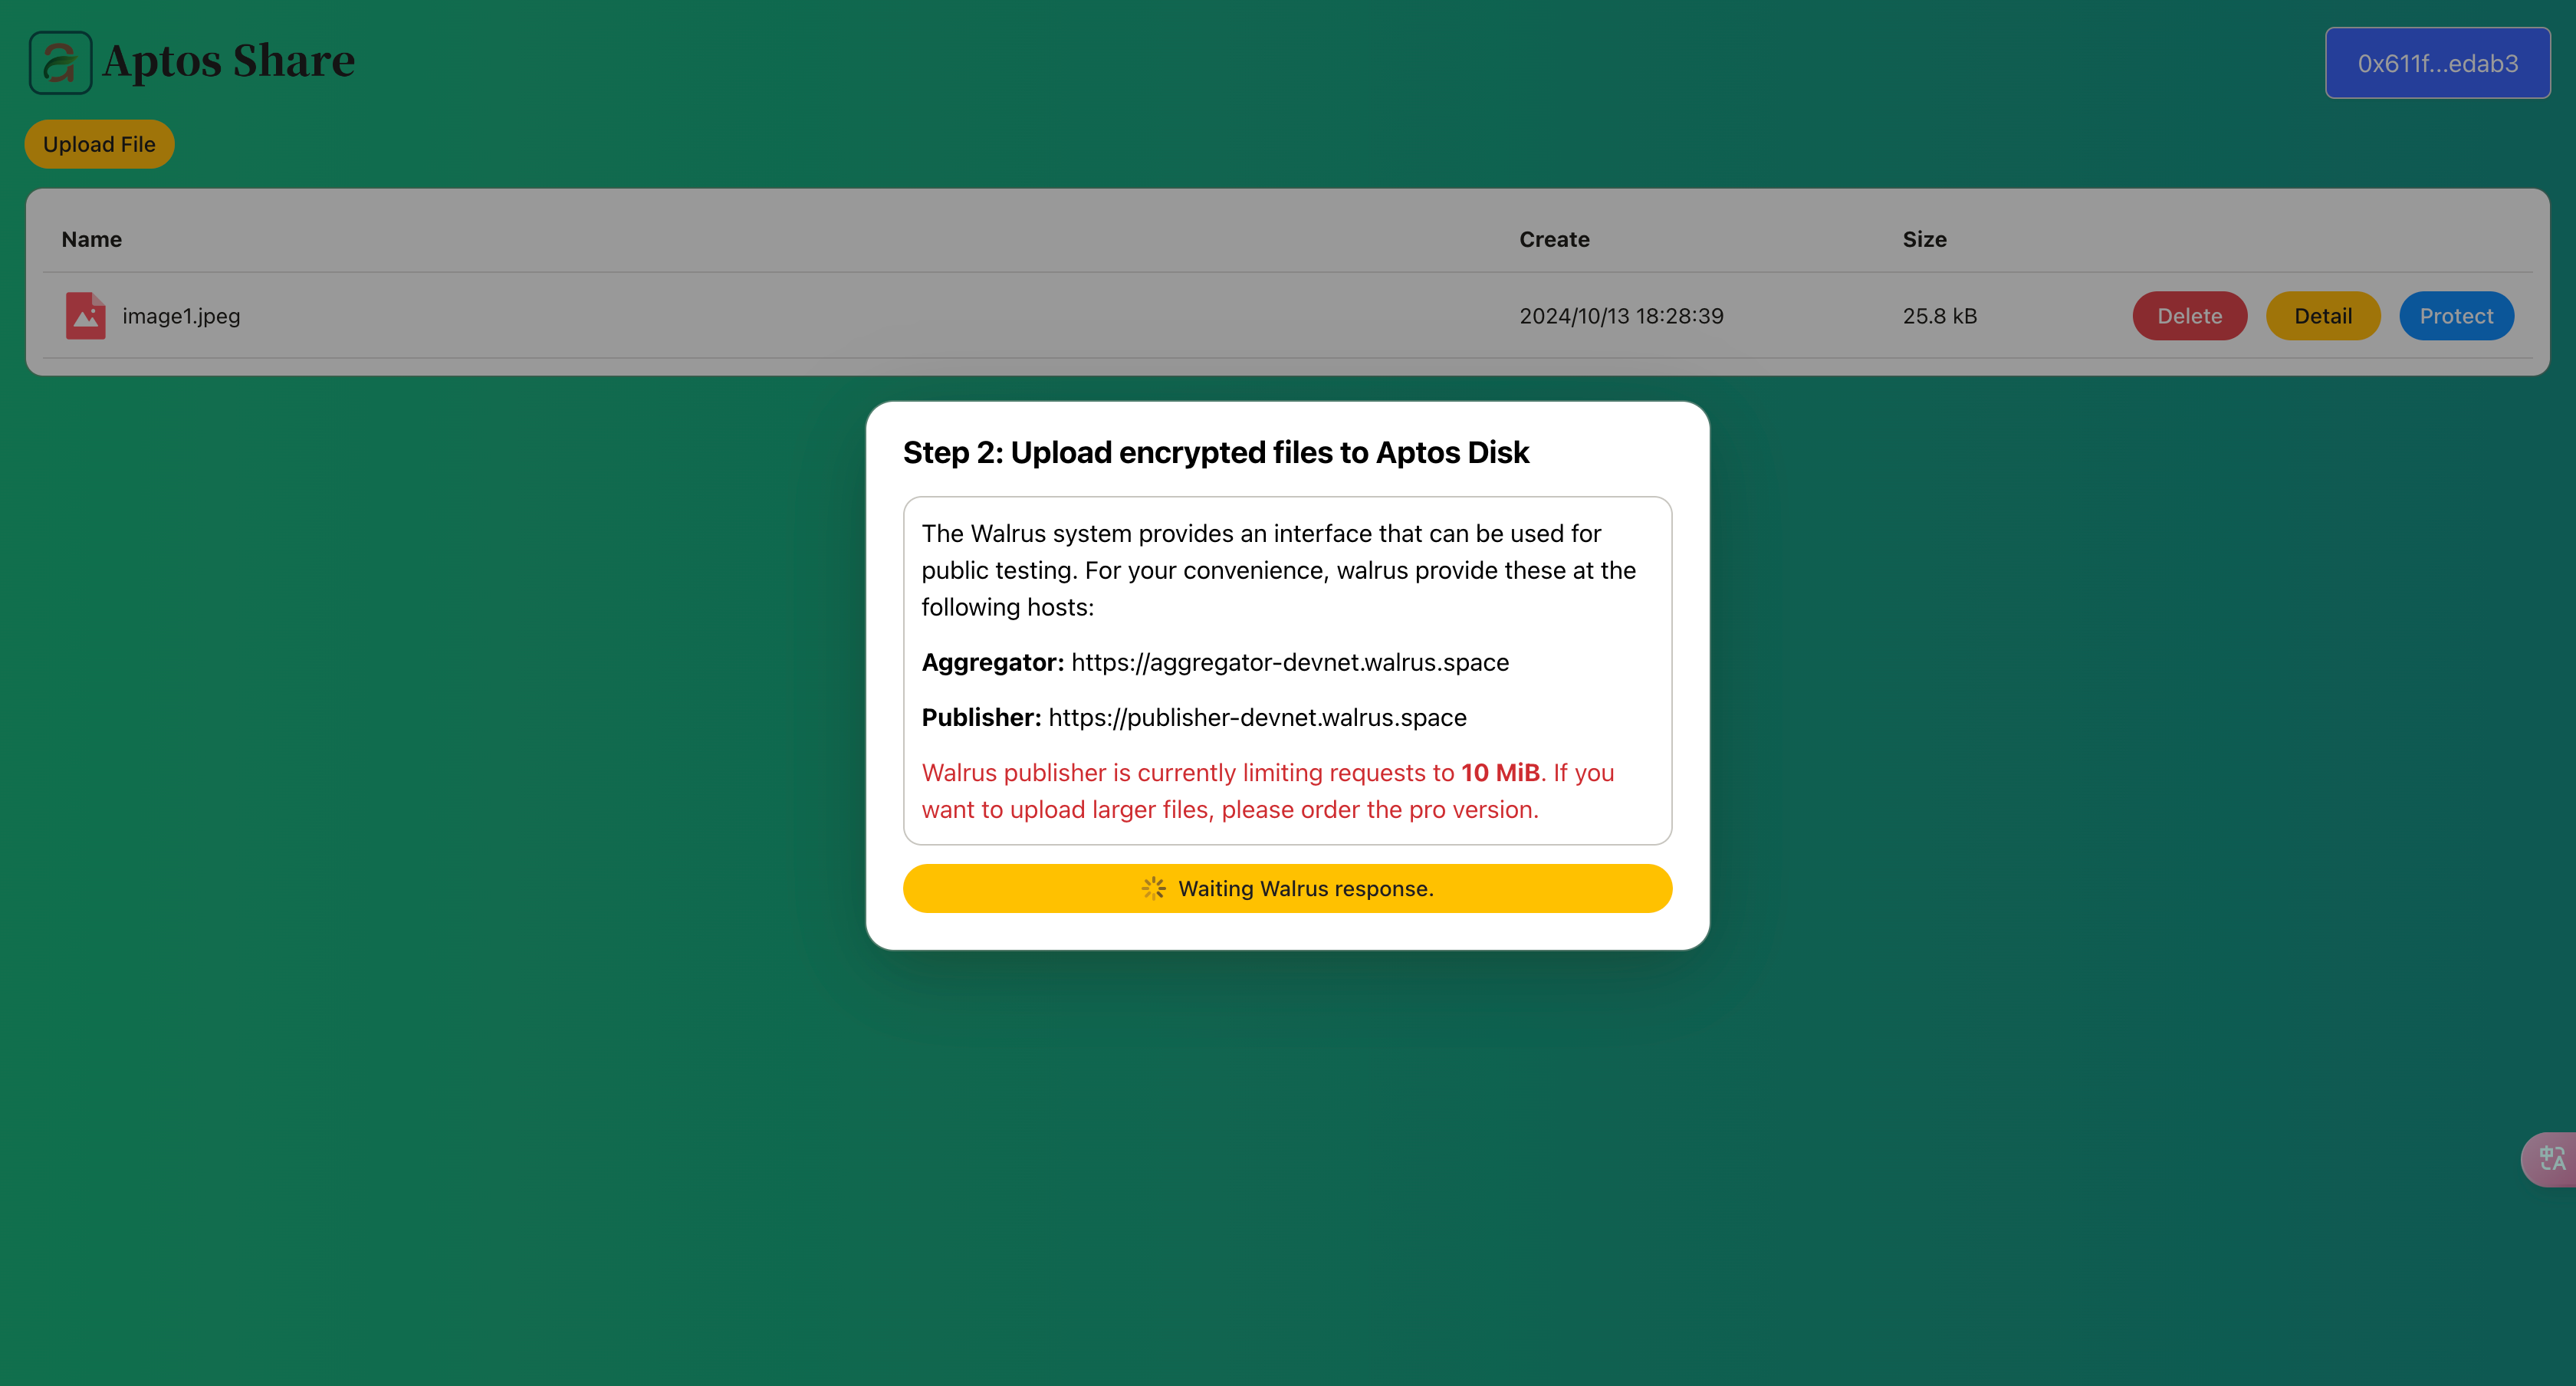 Aptos Share
0x611f...edab3
Upload File
Name Create Size
image1.jpeg 2024/10/13 18:28:39 25.8 kB Delete Detail Protect
Step 2: Upload encrypted files to Aptos Disk
The Walrus system provides an interface that can be used for
public testing. For your convenience, walrus provide these at the
following hosts:
Aggregator: https://aggregator-devnet.walrus.space
Publisher: https://publisher-devnet.walrus.space
Walrus publisher is currently limiting requests to 10 MiB. If you
want to upload larger files, please order the pro version.
Waiting Walrus response.
中A